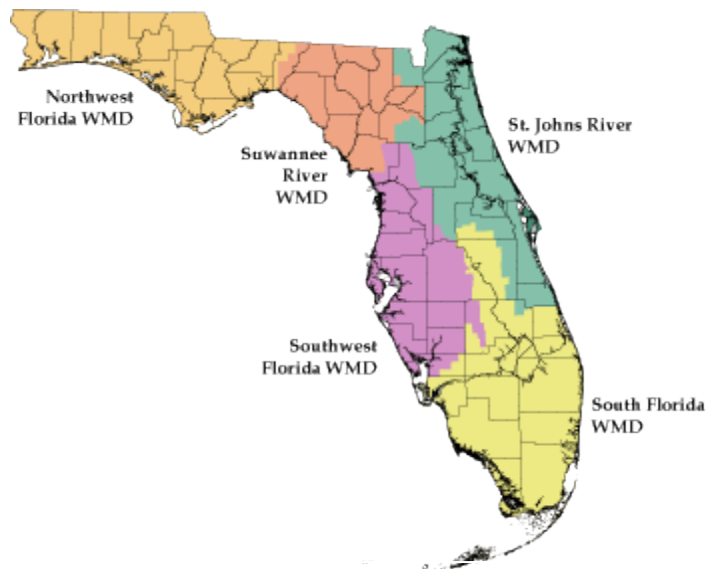 Northwest
Florida WMD
St. Johns River
WMD
Suwannee
River
WMD
Southwest
Florida WMD
South Florida
WMD